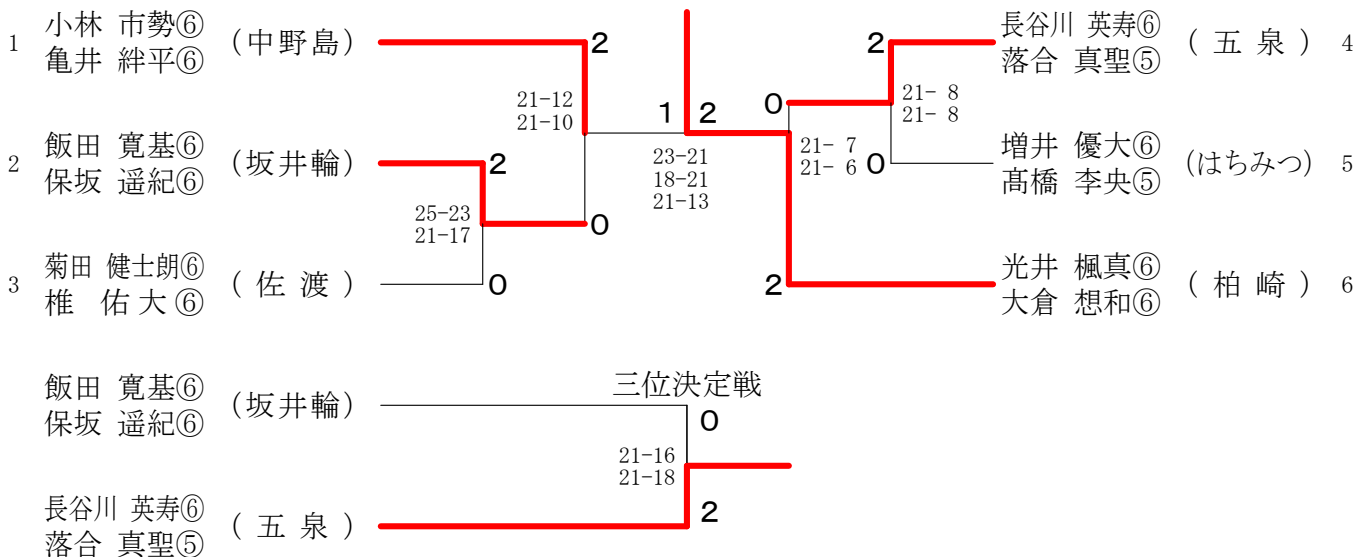 1 小林 市勢⑥ (中野島) 2
亀井 絆平⑥
21-12
21-10
2 飯田 寛基⑥ (坂井輪) 2
保坂 遥紀⑥
25-23
21-17
0
3 菊田 健士朗⑥ (佐渡) 0
椎 佑大⑥
1 2
23-21
18-21
21-13
2 長谷川 英寿⑥ (五泉) 4
落合 真聖⑤
0
21- 8
21- 8
21- 7
21- 6
0 増井 優大⑥ (はちみつ) 5
髙橋 李央⑤
2 光井 楓真⑥ (柏崎) 6
大倉 想和⑥
三位決定戦
飯田 寛基⑥ (坂井輪) 0
保坂 遥紀⑥
21-16
21-18
長谷川 英寿⑥ (五泉) 2
落合 真聖⑤